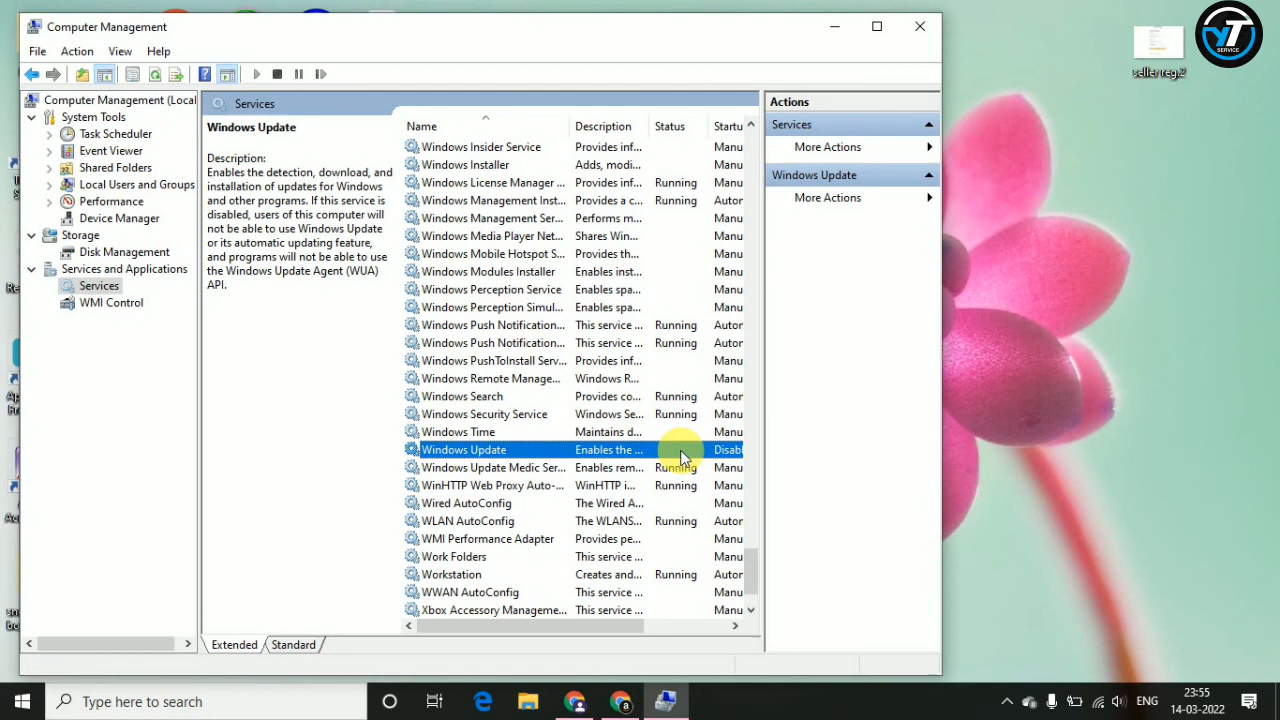 Computer Management
YT
SERVICE
seller reg.2
File Action View Help
Computer Management (Local
System Tools
Task Scheduler
Event Viewer
Shared Folders
Local Users and Groups
Performance
Device Manager
Storage
Disk Management
Services and Applications
Services
WMI Control
Services
Windows Update
Description:
Enables the detection, download, and
installation of updates for Windows
and other programs. If this service is
disabled, users of this computer will
not be able to use Windows Update
or its automatic updating feature,
and programs will not be able to use
the Windows Update Agent (WUA)
API.
Name Description Status Startu
Windows Insider Service Provides inf... Manu
Windows Installer Adds, modi... Manu
Windows License Manager ... Provides inf... Running Manu
Windows Management Inst... Provides a c... Running Autor
Windows Management Ser... Performs m... Manu
Windows Media Player Net... Shares Win... Manu
Windows Mobile Hotspot S... Provides th... Manu
Windows Modules Installer Enables inst... Manu
Windows Perception Service Enables spa... Manu
Windows Perception Simul... Enables spa... Manu
Windows Push Notification... This service ... Running Autor
Windows Push Notification... This service ... Running Autor
Windows PushToInstall Serv... Provides inf... Manu
Windows Remote Manage... Windows R... Manu
Windows Search Provides co... Running Autor
Windows Security Service Windows Se... Running Manu
Windows Time Maintains d... Manu
Windows Update Enables the ... Disabl
Windows Update Medic Ser... Enables rem... Running Manu
WinHTTP Web Proxy Auto-... WinHTTP i... Running Manu
Wired AutoConfig The Wired A... Manu
WLAN AutoConfig The WLANS... Running Autor
WMI Performance Adapter Provides pe... Manu
Work Folders This service ... Manu
Workstation Creates and... Running Autor
WWAN AutoConfig This service ... Manu
Xbox Accessory Manageme... This service ... Manu
Extended Standard
Actions
Services
More Actions
Windows Update
More Actions
Type here to search
ENG
23:55
14-03-2022